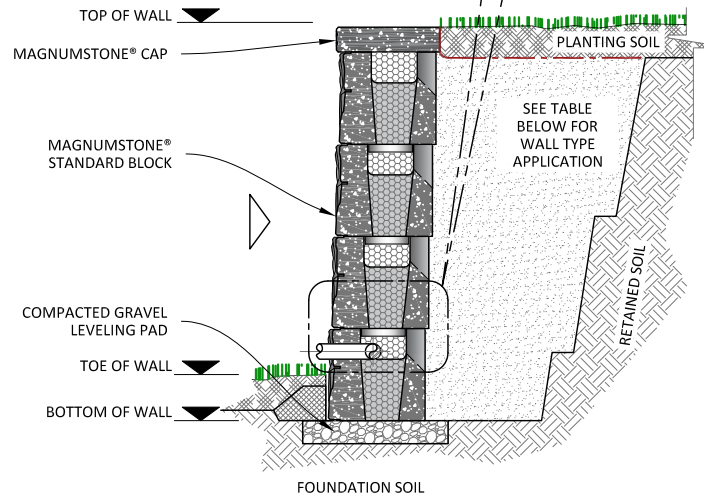 TOP OF WALL
MAGNUMSTONE® CAP
PLANTING SOIL
SEE TABLE
BELOW FOR
WALL TYPE
APPLICATION
MAGNUMSTONE®
STANDARD BLOCK
RETAINED SOIL
COMPACTED GRAVEL
LEVELING PAD
TOE OF WALL
BOTTOM OF WALL
FOUNDATION SOIL